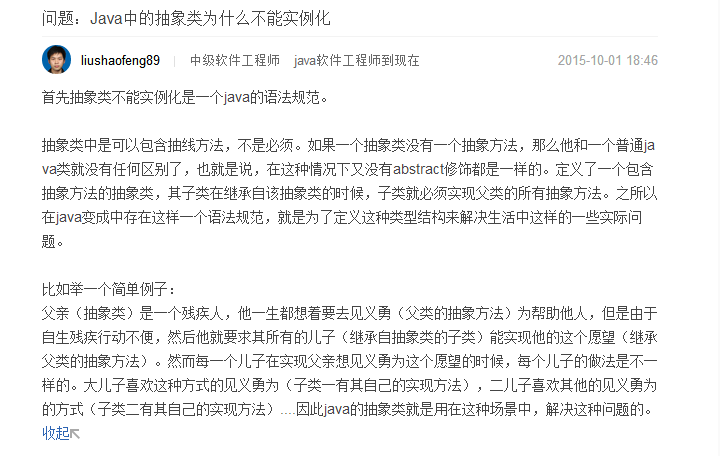 问题：Java中的抽象类为什么不能实例化
liushaofeng89 中级软件工程师 java软件工程师到现在 2015-10-01 18:46
首先抽象类不能实例化是一个java的语法规范。
抽象类中是可以包含抽线方法，不是必须。如果一个抽象类没有一个抽象方法，那么他和一个普通ja
va类就没有任何区别了，也就是说，在这种情况下又没有abstract修饰都是一样的。定义了一个包含
抽象方法的抽象类，其子类在继承自该抽象类的时候，子类就必须实现父类的所有抽象方法。之所以
在java变成中存在这样一个语法规范，就是为了定义这种类型结构来解决生活中这样的一些实际问
题。
比如举一个简单例子：
父亲（抽象类）是一个残疾人，他一生都想着要去见义勇（父类的抽象方法）为帮助他人，但是由于
自生残疾行动不便，然后他就要求其所有的儿子（继承自抽象类的子类）能实现他的这个愿望（继承
父类的抽象方法）。然而每一个儿子在实现父亲想见义勇为这个愿望的时候，每个儿子的做法是不一
样的。大儿子喜欢这种方式的见义勇为（子类一有其自己的实现方法），二儿子喜欢其他的见义勇为
的方式（子类二有其自己的实现方法）....因此java的抽象类就是用在这种场景中，解决这种问题的。
收起